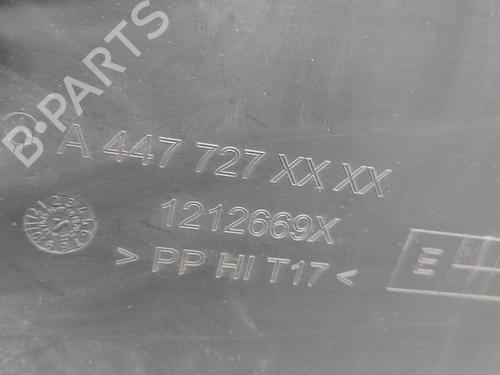 B-PARTS
A 447 727 XX XX
1212669X
> PP HI T17 <
E